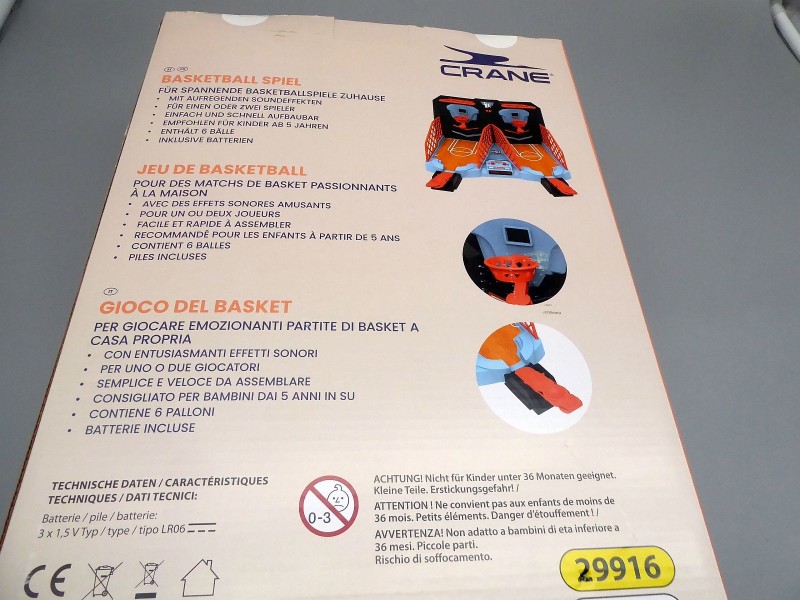 CRANE
BASKETBALL SPIEL
FÜR SPANNENDE BASKETBALLSPIELE ZUHAUSE
• MIT AUFREGENDEN SOUNDEFFEKTEN
• FÜR EINEN ODER ZWEI SPIELER
• EINFACH UND SCHNELL AUFBAUBAR
• EMPFOHLEN FÜR KINDER AB 5 JAHREN
• ENTHÄLT 6 BÄLLE
• INKLUSIVE BATTERIEN
JEU DE BASKETBALL
POUR DES MATCHS DE BASKET PASSIONNANTS
À LA MAISON
• AVEC DES EFFETS SONORES AMUSANTS
• POUR UN OU DEUX JOUEURS
• FACILE ET RAPIDE À ASSEMBLER
• RECOMMANDÉ POUR LES ENFANTS À PARTIR DE 5 ANS
• CONTIENT 6 BALLES
• PILES INCLUSES
IT
GIOCO DEL BASKET
PER GIOCARE EMOZIONANTI PARTITE DI BASKET A
CASA PROPRIA
• CON ENTUSIASMANTI EFFETTI SONORI
• PER UNO O DUE GIOCATORI
• SEMPLICE E VELOCE DA ASSEMBLARE
• CONSIGLIATO PER BAMBINI DAI 5 ANNI IN SU
• CONTIENE 6 PALLONI
• BATTERIE INCLUSE
TECHNISCHE DATEN / CARACTÉRISTIQUES
TECHNIQUES / DATI TECNICI:
Batterie / pile / batterie:
3 x 1,5 V Typ / type / tipo LR06
0-3
ACHTUNG! Nicht für Kinder unter 36 Monaten geeignet.
Kleine Teile. Erstickungsgefahr! /
ATTENTION ! Ne convient pas aux enfants de moins de
36 mois. Petits éléments. Danger d'étouffement ! /
AVVERTENZA! Non adatto a bambini di eta inferiore a
36 mesi. Piccole parti.
Rischio di soffocamento.
CE
29916